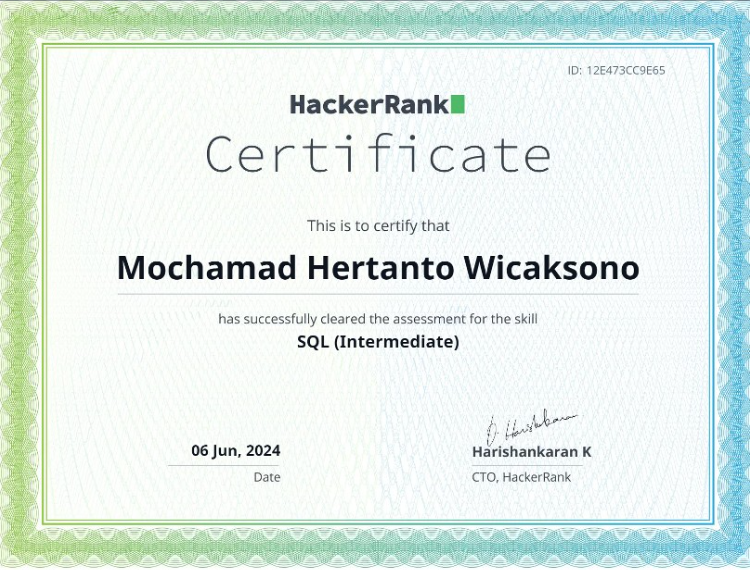 ID: 12E473CC9E65
HackerRank
Certificate
This is to certify that
Mochamad Hertanto Wicaksono
has successfully cleared the assessment for the skill
SQL (Intermediate)
06 Jun, 2024
Date
Harishankaran K
CTO, HackerRank